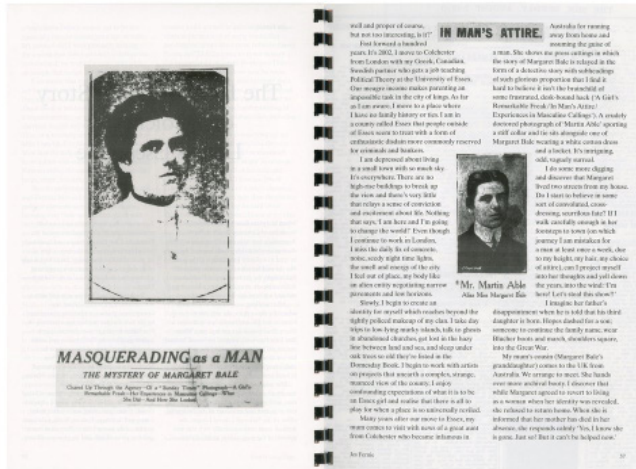 MASQUERADING as a MAN
THE MYSTERY OF MARGARET BALE
Cleared Up Through the Agency Of a "Sunday Times" Photograph A Girl's
Remarkable Freak Her Experiences in Masculine Callings What
She Did And How She Looked
well and proper of course,
but not too interesting, is it?'
Fast forward a hundred
years. It's 2002, I move to Colchester
from London with my Greek, Canadian,
Swedish partner who gets a job teaching
Political Theory at the University of Essex.
One meagre income makes parenting an
impossible task in the city of kings. As far
as I am aware, I move to a place where
I have no family history or ties. I am in
a county called Essex that people outside
of Essex seem to treat with a form of
enthusiastic disdain more commonly reserved
for criminals and bankers.
I am depressed about living
in a small town with so much sky.
It's everywhere. There are no
high-rise buildings to break up
the view and there's very little
that relays a sense of conviction
and excitement about life. Nothing
that says, 'I am here and I'm going
to change the world!' Even though
I continue to work in London,
I miss the daily fix of concrete,
noise, seedy night time lights,
the smell and energy of the city.
I feel out of place, my body like
an alien entity negotiating narrow
pavements and low horizons.
Slowly, I begin to create an
identity for myself which reaches beyond the
tightly policed makeup of my clan. I take day
trips to low-lying murky islands, talk to ghosts
in abandoned churches, get lost in the hazy
line between land and sea, and sleep under
oak trees so old they're listed in the
Domesday Book. I begin to work with artists
on projects that unearth a complex, strange,
nuanced view of the county. I enjoy
confounding expectations of what it is to be
an Essex girl and realise that there is all to
play for when a place is so universally reviled.
Many years after our move to Essex, my
mum comes to visit with news of a great aunt
from Colchester who became infamous in
IN MAN'S ATTIRE.
Australia for running
away from home and
assuming the guise of
a man. She shows me press cuttings in which
the story of Margaret Bale is relayed in the
form of a detective story with subheadings
of such glorious proportion that I find it
hard to believe it isn't the brainchild of
some frustrated, desk-bound hack ('A Girl's
Remarkable Freak / In Man's Attire /
Experiences in Masculine Callings'). A crudely
doctored photograph of 'Martin Able' sporting
a stiff collar and tie sits alongside one of
Margaret Bale wearing a white cotton dress
and a locket. It's intriguing,
odd, vaguely surreal.
I do some more digging
and discover that Margaret
lived two streets from my house.
Do I start to believe in some
sort of convoluted, cross-
dressing, scurrilous fate? If I
walk carefully enough in her
footsteps to town (on which
journey I am mistaken for
a man at least once a week, due
to my height, my hair, my choice
of attire), can I project myself
into her thoughts and yell down
the years, into the wind: 'I'm
here! Let's steal this show!'
"Mr. Martin Able
Alias Miss Margaret Bale
I imagine her father's
disappointment when he is told that his third
daughter is born. Hopes dashed for a son;
someone to continue the family name, wear
Blucher boots and march, shoulders square,
into the Great War.
My mum's cousin (Margaret Bale's
granddaughter) comes to the UK from
Australia. We arrange to meet. She hands
over more archival booty. I discover that
while Margaret agreed to revert to living
as a woman when her identity was revealed,
she refused to return home. When she is
informed that her mother has died in her
absence, she responds coolly 'Yes, I know she
is gone. Just so! But it can't be helped now.'